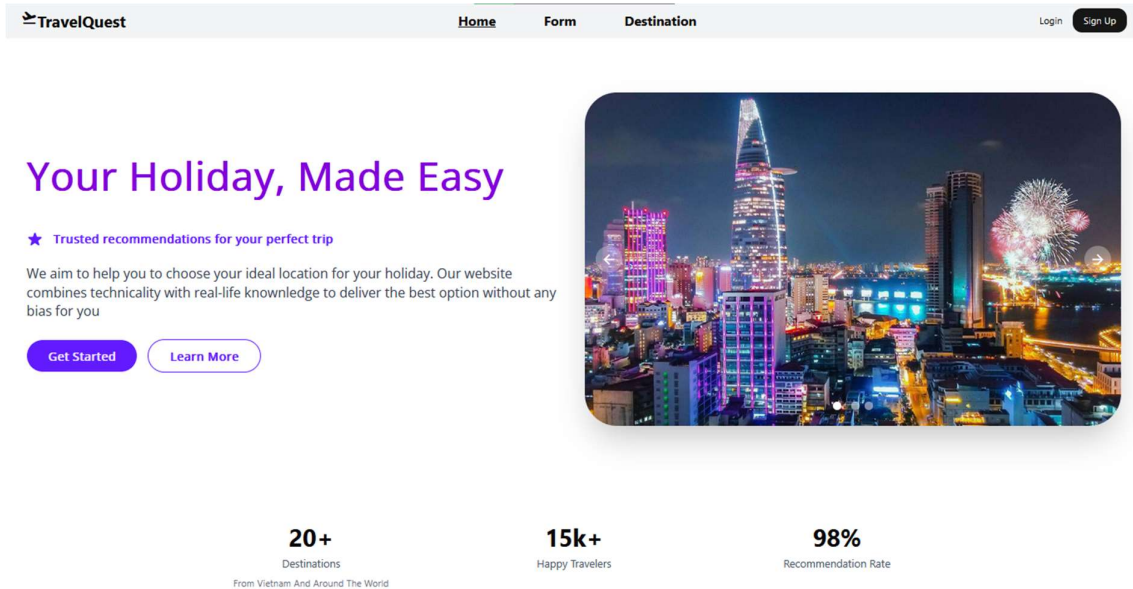 TravelQuest
Home
Form
Destination
Login
Sign Up
Your Holiday, Made Easy
Trusted recommendations for your perfect trip
We aim to help you to choose your ideal location for your holiday. Our website
combines technicality with real-life knownledge to deliver the best option without any
bias for you
Get Started
Learn More
20+
Destinations
From Vietnam And Around The World
15k+
Happy Travelers
98%
Recommendation Rate